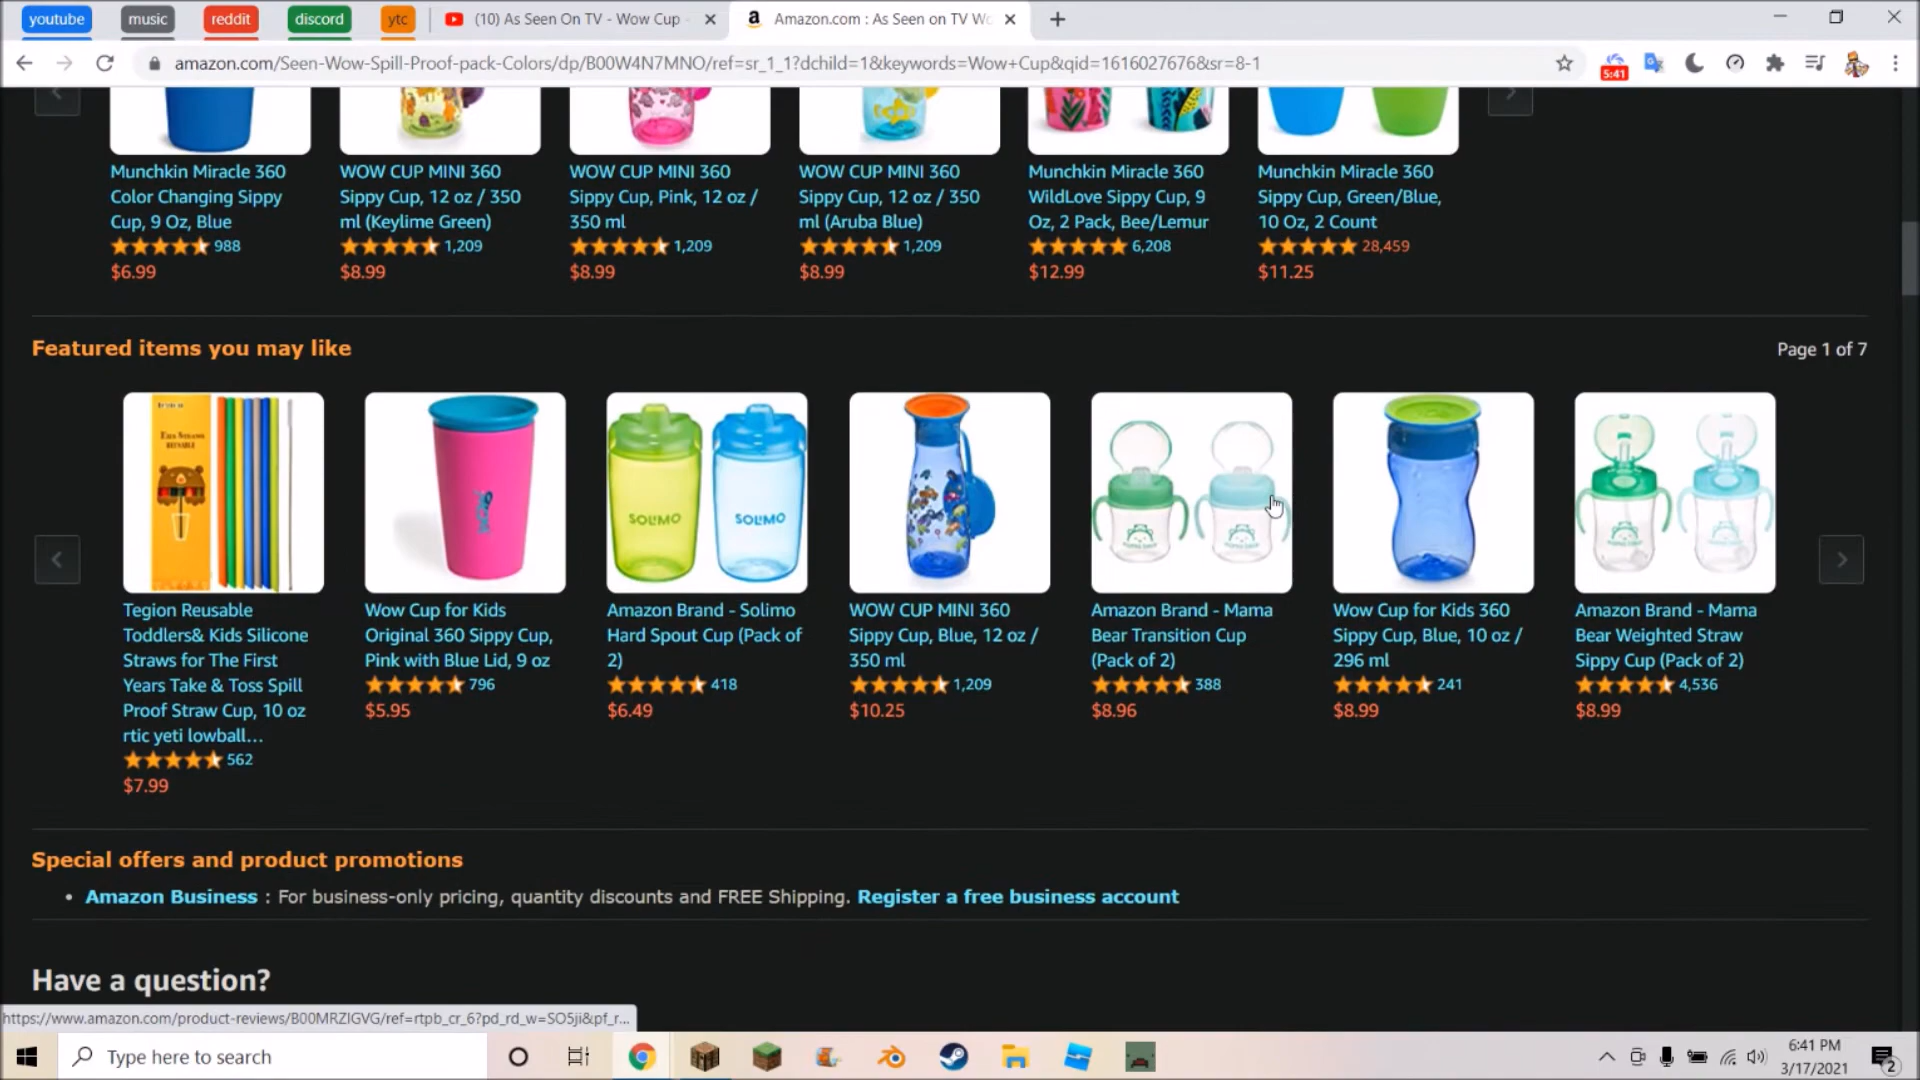 youtube music reddit discord ytc (10) As Seen On TV - Wow Cup Amazon.com : As Seen on TV Wo
amazon.com/Seen-Wow-Spill-Proof-pack-Colors/dp/B00W4N7MNO/ref=sr_1_1?dchild=1&keywords=Wow+Cup&qid=1616027676&sr=8-1
5:41
Munchkin Miracle 360
Color Changing Sippy
Cup, 9 Oz, Blue
988
$6.99
WOW CUP MINI 360
Sippy Cup, 12 oz / 350
ml (Keylime Green)
1,209
$8.99
WOW CUP MINI 360
Sippy Cup, Pink, 12 oz /
350 ml
1,209
$8.99
WOW CUP MINI 360
Sippy Cup, 12 oz / 350
ml (Aruba Blue)
1,209
$8.99
Munchkin Miracle 360
WildLove Sippy Cup, 9
Oz, 2 Pack, Bee/Lemur
6,208
$12.99
Munchkin Miracle 360
Sippy Cup, Green/Blue,
10 Oz, 2 Count
28,459
$11.25
Featured items you may like
Page 1 of 7
SOLIMO SOLIMO
Tegion Reusable
Toddlers& Kids Silicone
Straws for The First
Years Take & Toss Spill
Proof Straw Cup, 10 oz
rtic yeti lowball...
562
$7.99
Wow Cup for Kids
Original 360 Sippy Cup,
Pink with Blue Lid, 9 oz
796
$5.95
Amazon Brand - Solimo
Hard Spout Cup (Pack of
2)
418
$6.49
WOW CUP MINI 360
Sippy Cup, Blue, 12 oz /
350 ml
1,209
$10.25
Amazon Brand - Mama
Bear Transition Cup
(Pack of 2)
388
$8.96
Wow Cup for Kids 360
Sippy Cup, Blue, 10 oz /
296 ml
241
$8.99
Amazon Brand - Mama
Bear Weighted Straw
Sippy Cup (Pack of 2)
4,536
$8.99
Special offers and product promotions
• Amazon Business : For business-only pricing, quantity discounts and FREE Shipping. Register a free business account
Have a question?
https://www.amazon.com/product-reviews/B00MRZIGVG/ref=rtpb_cr_6?pd_rd_w=SO5ji&pf_r...
Type here to search
6:41 PM
3/17/2021
2